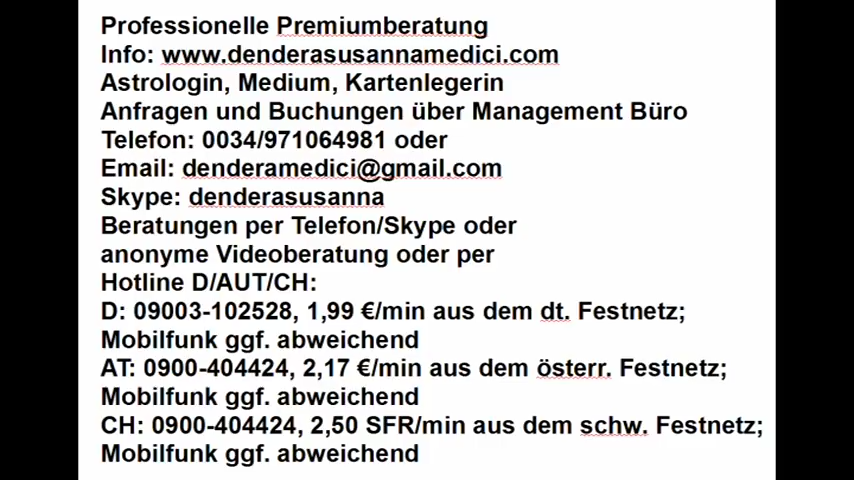 Professionelle Premiumberatung
Info: www.denderasusannamedici.com
Astrologin, Medium, Kartenlegerin
Anfragen und Buchungen über Management Büro
Telefon: 0034/971064981 oder
Email: denderamedici@gmail.com
Skype: denderasusanna
Beratungen per Telefon/Skype oder
anonyme Videoberatung oder per
Hotline D/AUT/CH:
D: 09003-102528, 1,99 €/min aus dem dt. Festnetz;
Mobilfunk ggf. abweichend
AT: 0900-404424, 2,17 €/min aus dem österr. Festnetz;
Mobilfunk ggf. abweichend
CH: 0900-404424, 2,50 SFR/min aus dem schw. Festnetz;
Mobilfunk ggf. abweichend